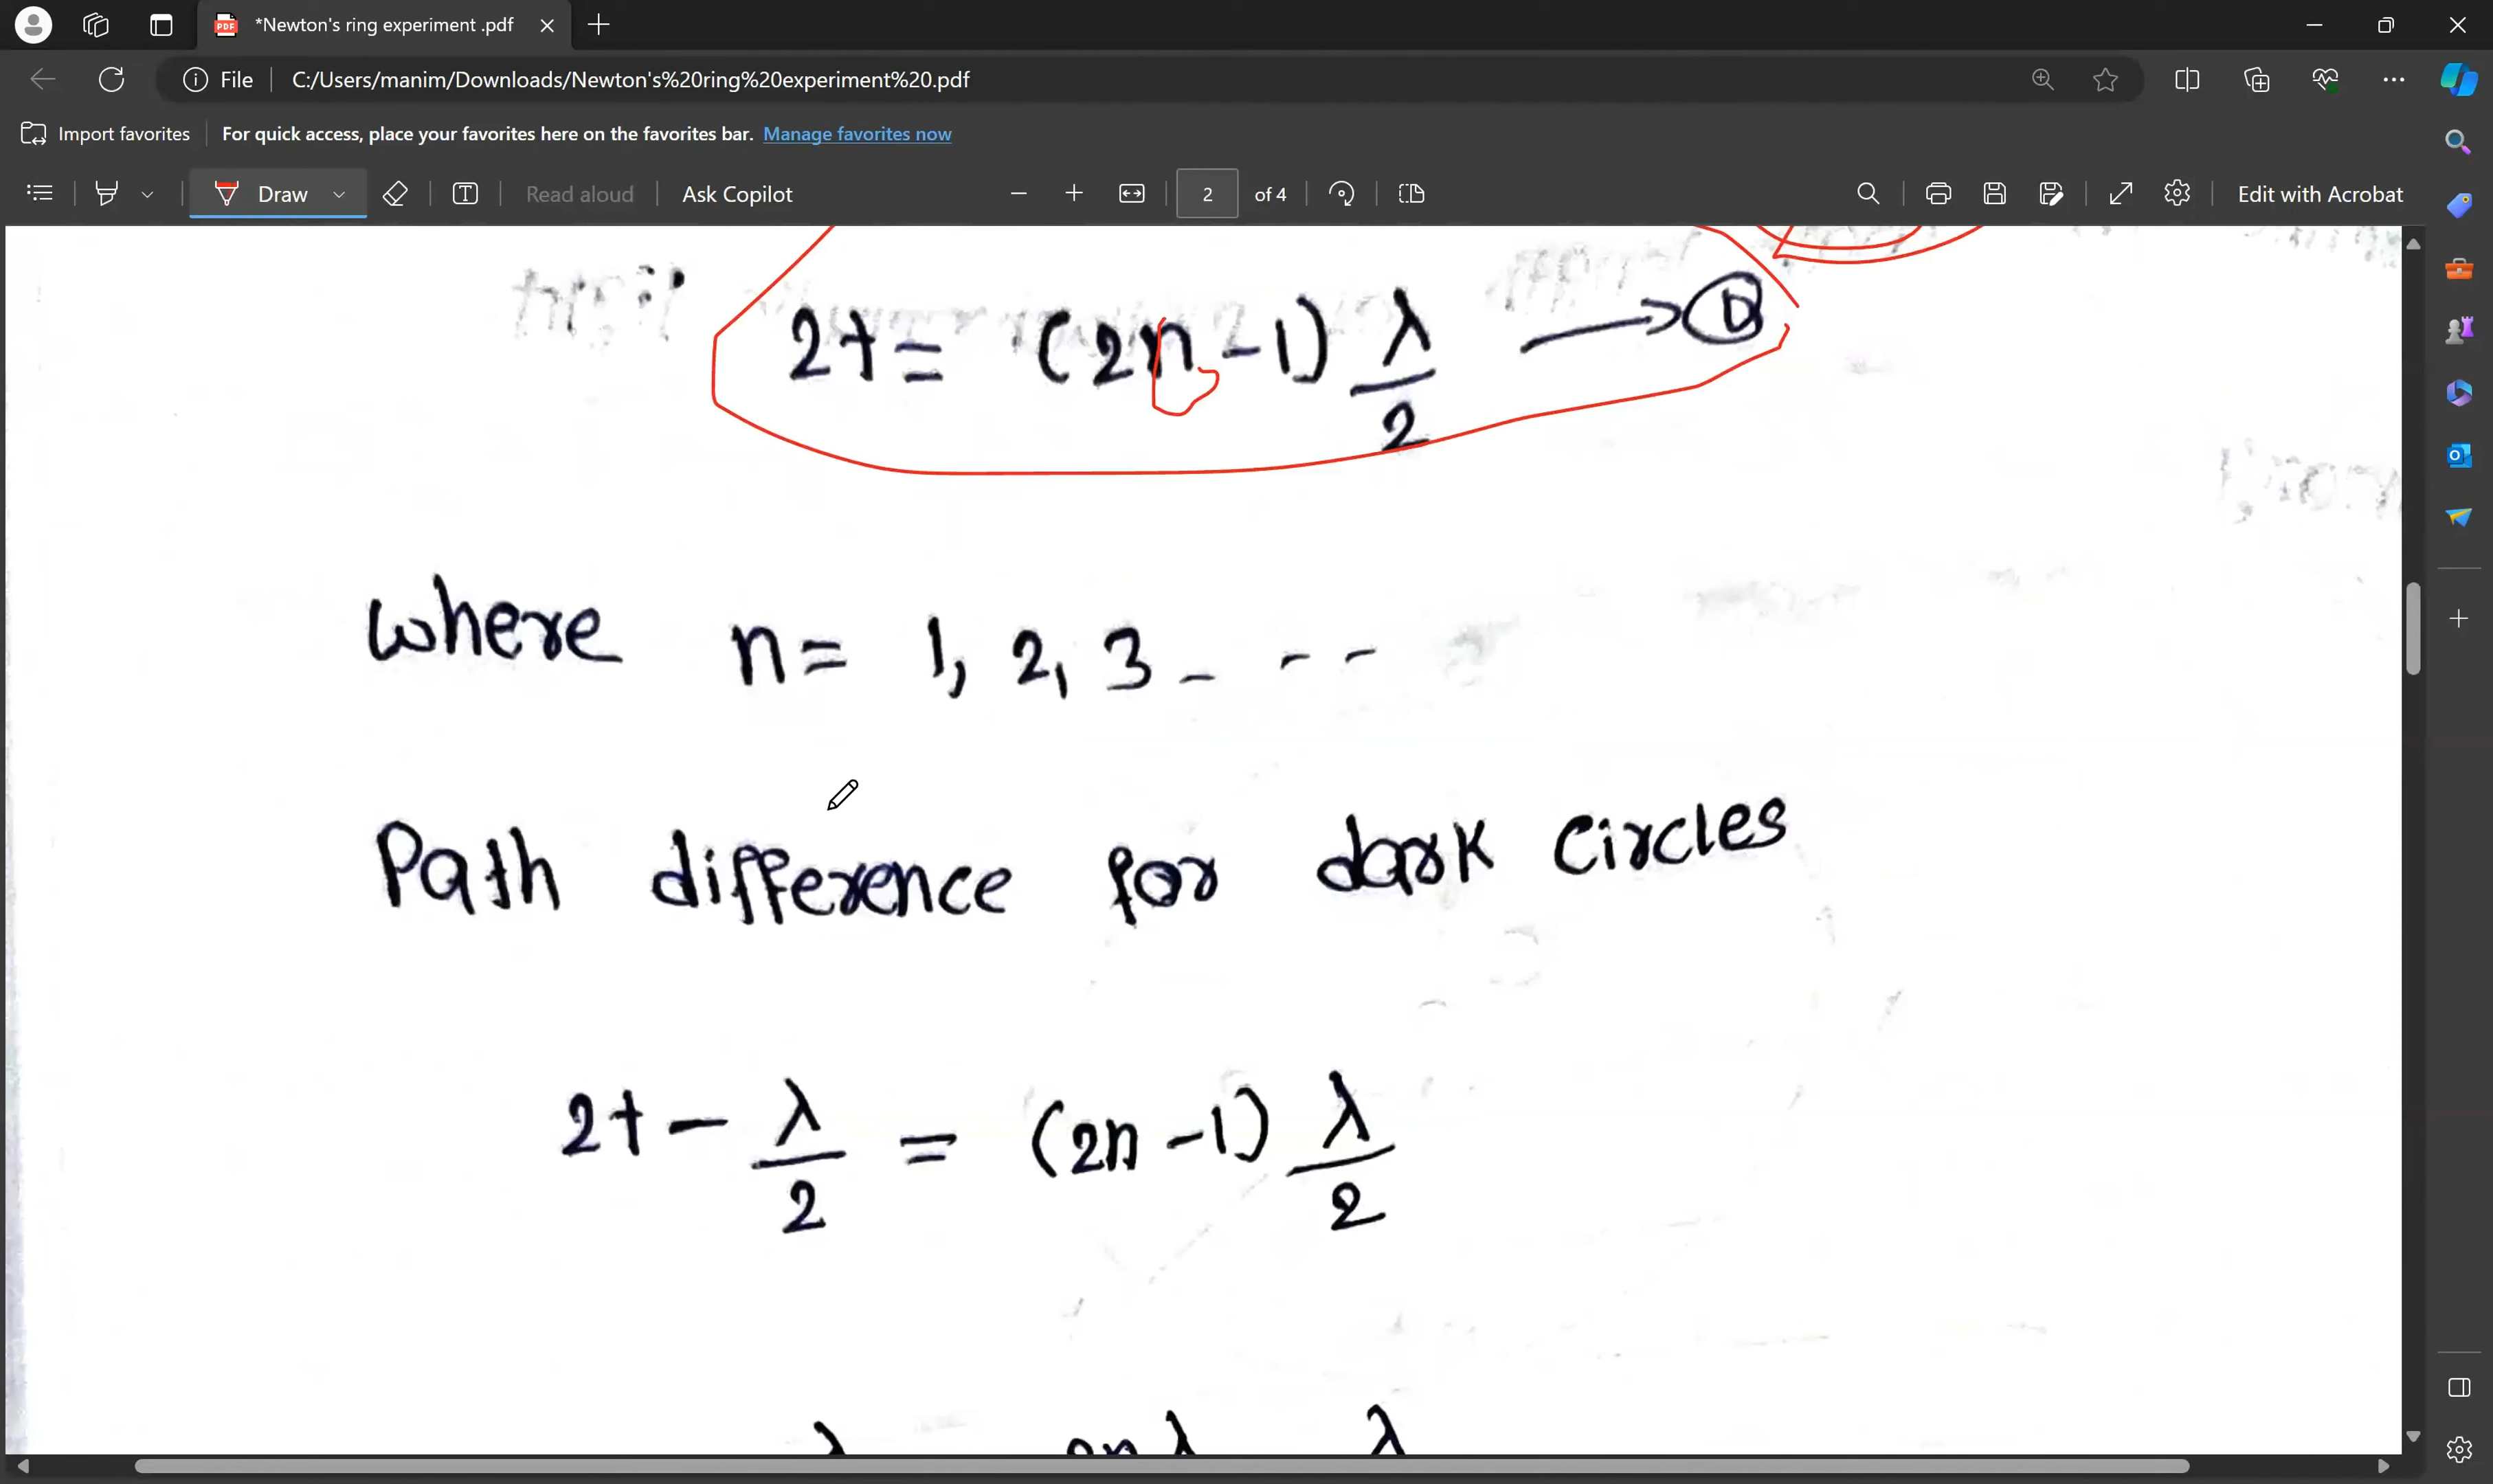 *Newton's ring experiment .pdf
File C:/Users/manim/Downloads/Newton's%20ring%20experiment%20.pdf
Import favorites For quick access, place your favorites here on the favorites bar. Manage favorites now
Draw Read aloud Ask Copilot 2 of 4 Edit with Acrobat
2t = (2n-1) λ/2
where n = 1, 2, 3 - - -
Path difference for dark circles
2t - λ/2 = (2n-1) λ/2